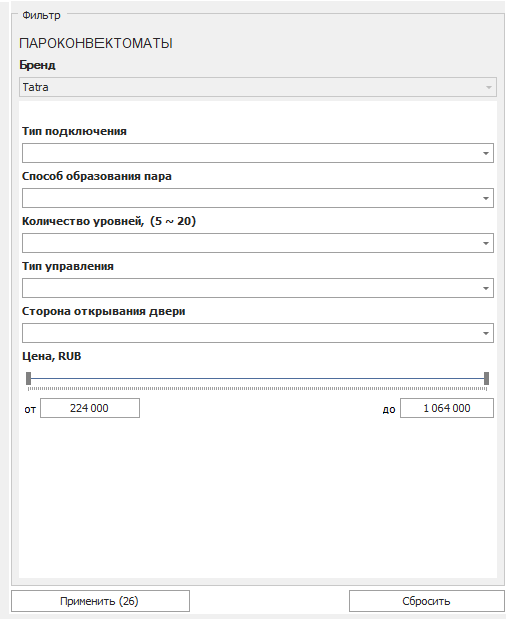 Фильтр
ПАРОКОНВЕКТОМАТЫ
Бренд
Tatra
Тип подключения
Способ образования пара
Количество уровней, (5 ~ 20)
Тип управления
Сторона открывания двери
Цена, RUB
от 224 000 до 1 064 000
Применить (26) Сбросить